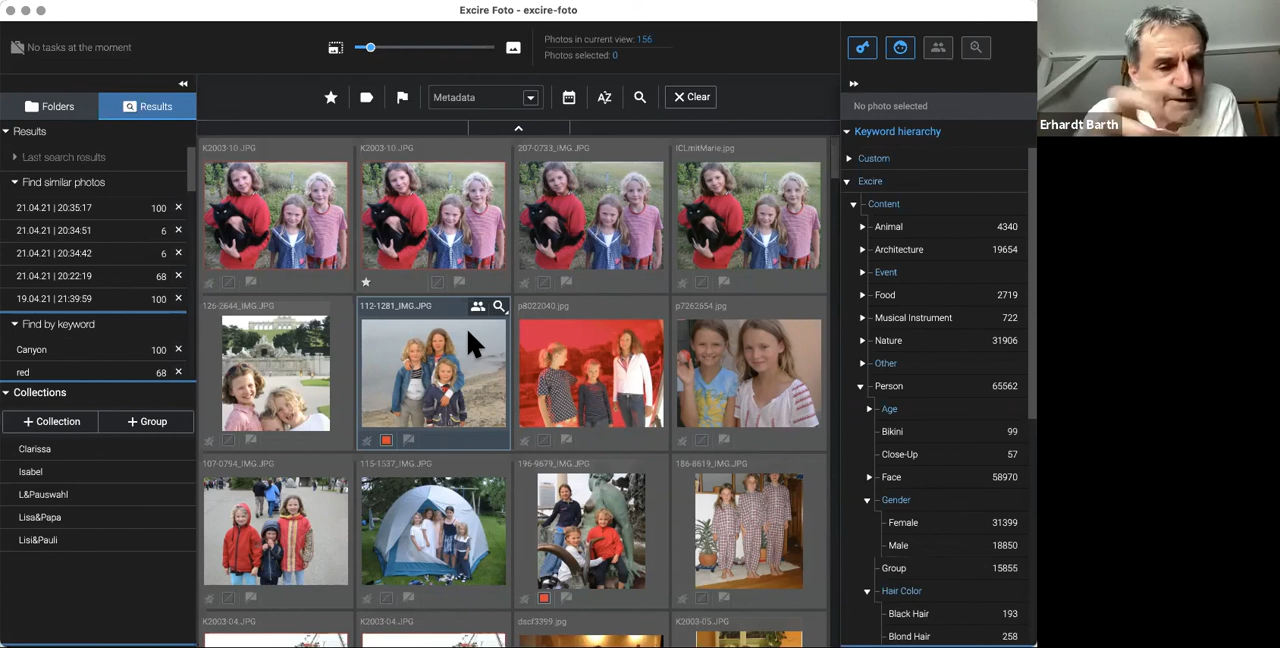 Excire Foto - excire-foto
No tasks at the moment
Photos in current view: 156
Photos selected: 0
Folders
Results
Metadata
Clear
No photo selected
Erhardt Barth
Results
Last search results
Find similar photos
21.04.21 | 20:35:17 100
21.04.21 | 20:34:51 6
21.04.21 | 20:34:42 6
21.04.21 | 20:22:19 68
19.04.21 | 21:39:59 100
Find by keyword
Canyon 100
red 68
Collections
+ Collection
+ Group
Clarissa
Isabel
L&Pauswahl
Lisa&Papa
Lisi&Pauli
K2003-10.JPG
K2003-10.JPG
207-0733_IMG.JPG
ICLmitMarie.jpg
126-2644_IMG.JPG
112-1281_IMG.JPG
p8022040.jpg
p7262654.jpg
107-0794_IMG.JPG
115-1537_IMG.JPG
196-9679_IMG.JPG
186-8619_IMG.JPG
K2003-04.JPG
K2003-04.JPG
dscf3399.jpg
K2003-05.JPG
Keyword hierarchy
Custom
Excire
Content
Animal 4340
Architecture 19654
Event
Food 2719
Musical Instrument 722
Nature 31906
Other
Person 65562
Age
Bikini 99
Close-Up 57
Face 58970
Gender
Female 31399
Male 18850
Group 15855
Hair Color
Black Hair 193
Blond Hair 258